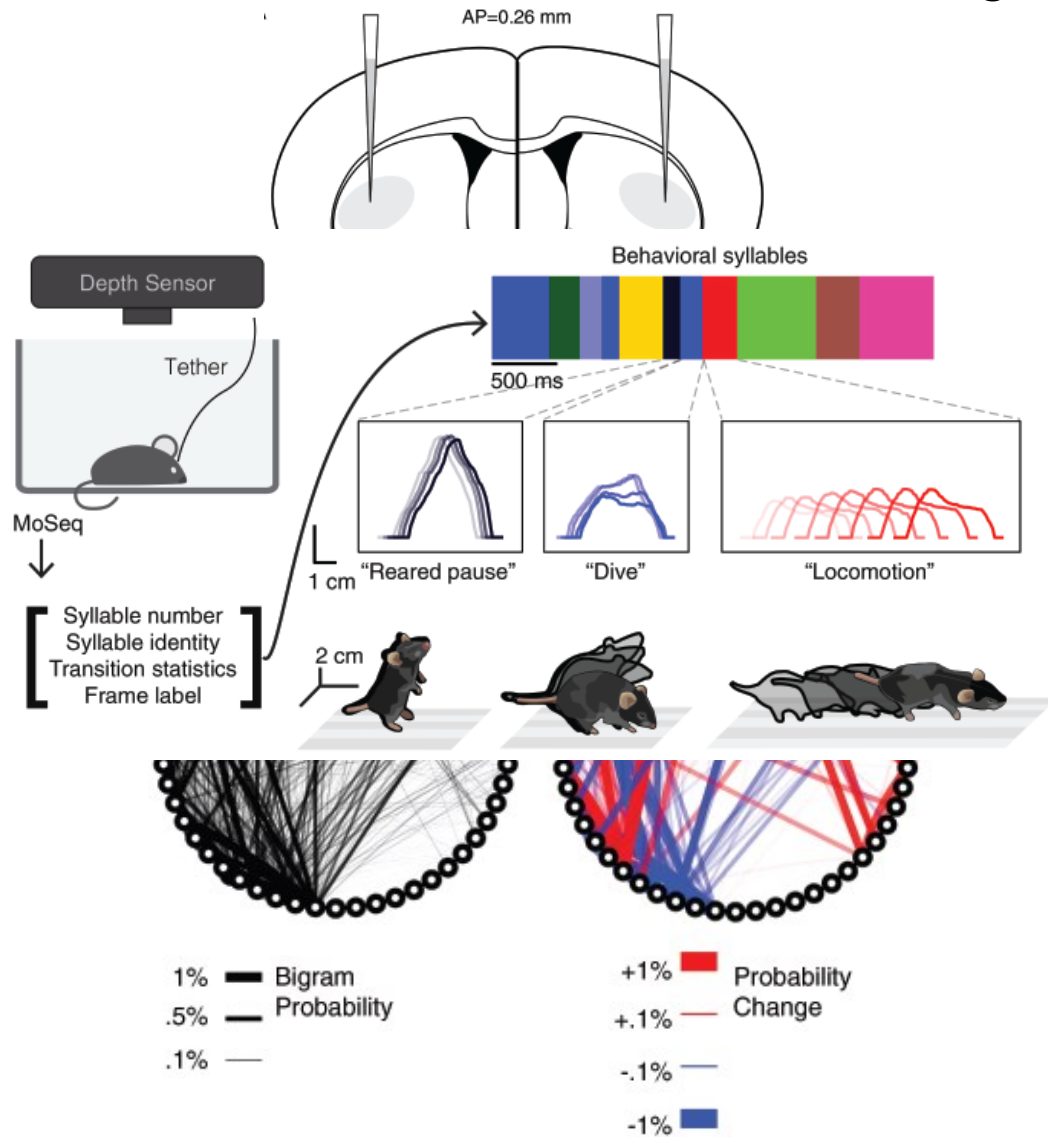 AP=0.26 mm
Depth Sensor
Tether
MoSeq
Syllable number
Syllable identity
Transition statistics
Frame label
Behavioral syllables
500 ms
1 cm
“Reared pause”
“Dive”
“Locomotion”
2 cm
1%
.5%
.1%
Bigram
Probability
+1%
+.1%
-.1%
-1%
Probability
Change